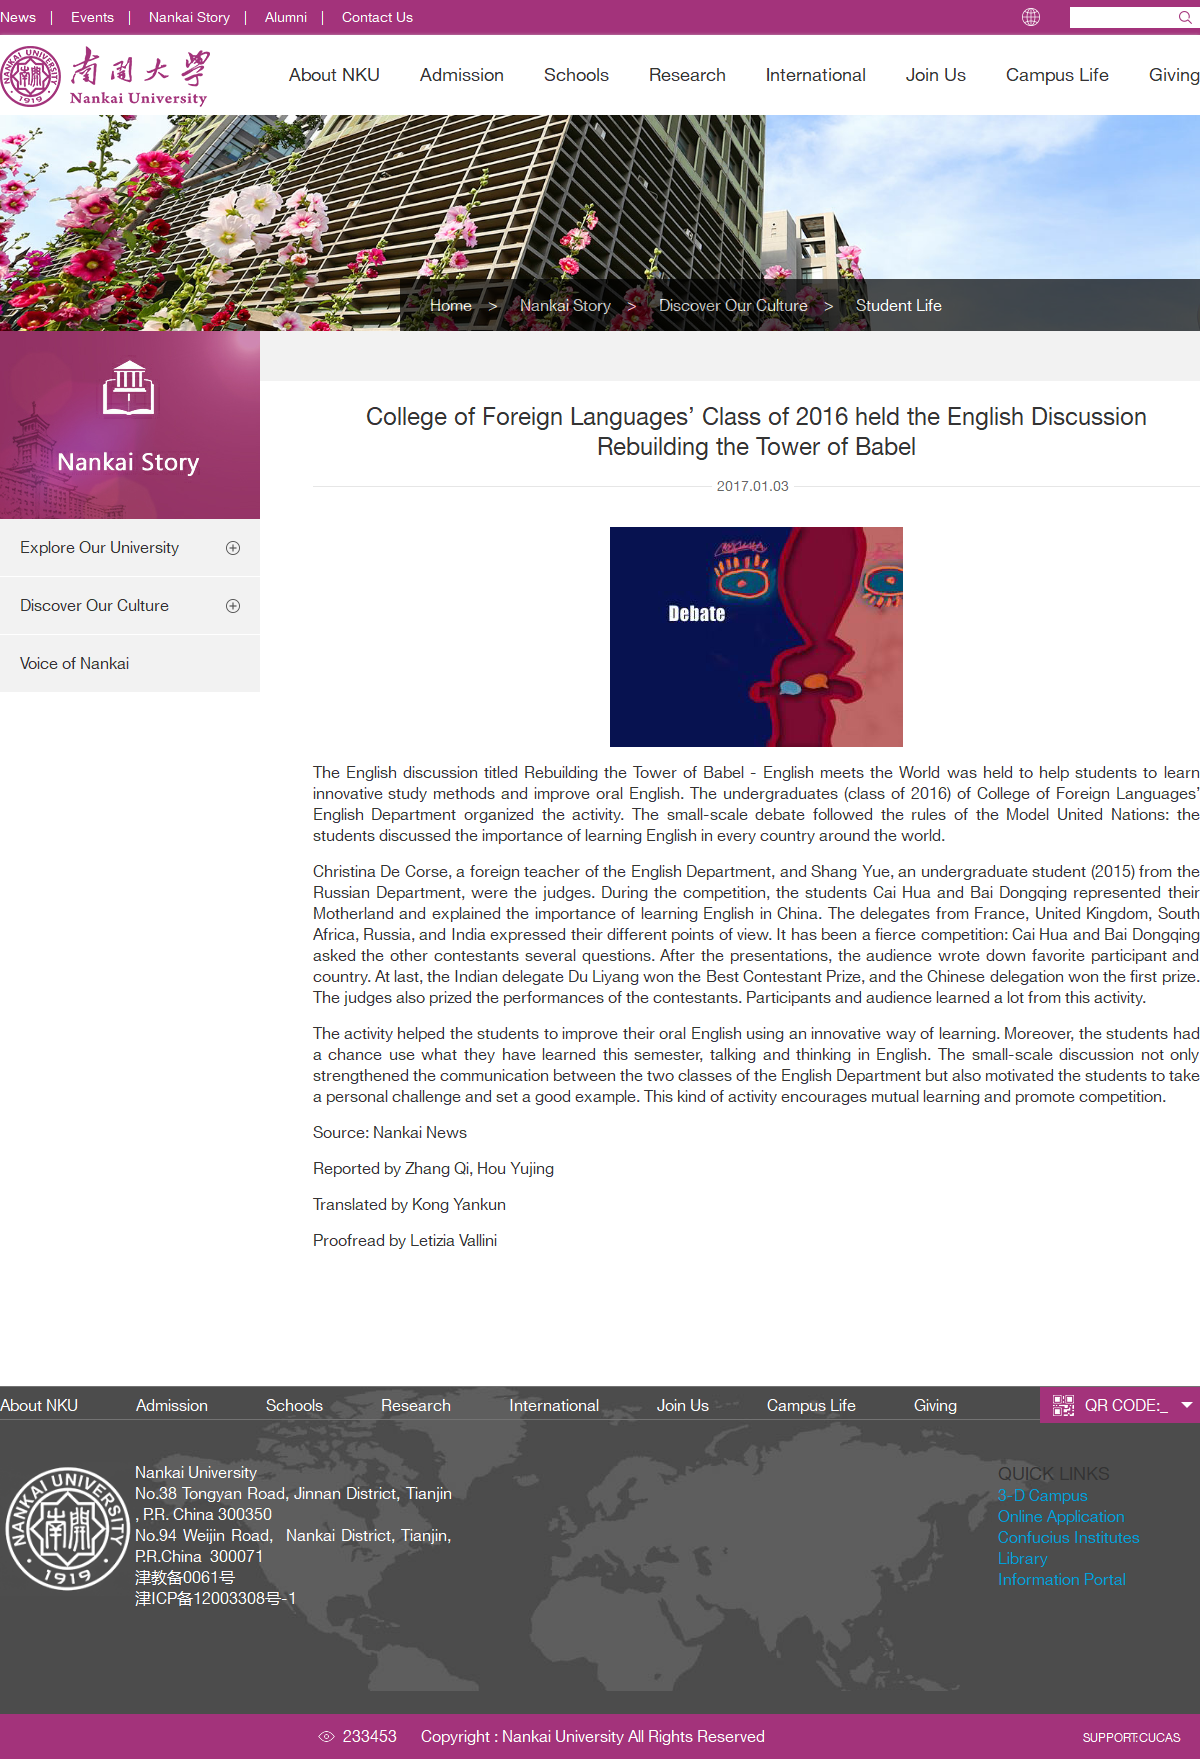 News | Events | Nankai Story | Alumni | Contact Us
NANKAI UNIVERSITY 1919 南開大學
Nankai University
About NKU Admission Schools Research International Join Us Campus Life Giving
Home > Nankai Story > Discover Our Culture > Student Life
Nankai Story
Explore Our University
Discover Our Culture
Voice of Nankai
College of Foreign Languages’ Class of 2016 held the English Discussion
Rebuilding the Tower of Babel
2017.01.03
Debate
The English discussion titled Rebuilding the Tower of Babel - English meets the World was held to help students to learn
innovative study methods and improve oral English. The undergraduates (class of 2016) of College of Foreign Languages’
English Department organized the activity. The small-scale debate followed the rules of the Model United Nations: the
students discussed the importance of learning English in every country around the world.
Christina De Corse, a foreign teacher of the English Department, and Shang Yue, an undergraduate student (2015) from the
Russian Department, were the judges. During the competition, the students Cai Hua and Bai Dongqing represented their
Motherland and explained the importance of learning English in China. The delegates from France, United Kingdom, South
Africa, Russia, and India expressed their different points of view. It has been a fierce competition: Cai Hua and Bai Dongqing
asked the other contestants several questions. After the presentations, the audience wrote down favorite participant and
country. At last, the Indian delegate Du Liyang won the Best Contestant Prize, and the Chinese delegation won the first prize.
The judges also prized the performances of the contestants. Participants and audience learned a lot from this activity.
The activity helped the students to improve their oral English using an innovative way of learning. Moreover, the students had
a chance use what they have learned this semester, talking and thinking in English. The small-scale discussion not only
strengthened the communication between the two classes of the English Department but also motivated the students to take
a personal challenge and set a good example. This kind of activity encourages mutual learning and promote competition.
Source: Nankai News
Reported by Zhang Qi, Hou Yujing
Translated by Kong Yankun
Proofread by Letizia Vallini
About NKU Admission Schools Research International Join Us Campus Life Giving QR CODE:_
NANKAI UNIVERSITY 南開 1919
Nankai University
No.38 Tongyan Road, Jinnan District, Tianjin
, P.R. China 300350
No.94 Weijin Road, Nankai District, Tianjin,
P.R.China 300071
津教备0061号
津ICP备12003308号-1
QUICK LINKS
3-D Campus
Online Application
Confucius Institutes
Library
Information Portal
233453 Copyright : Nankai University All Rights Reserved SUPPORT:CUCAS